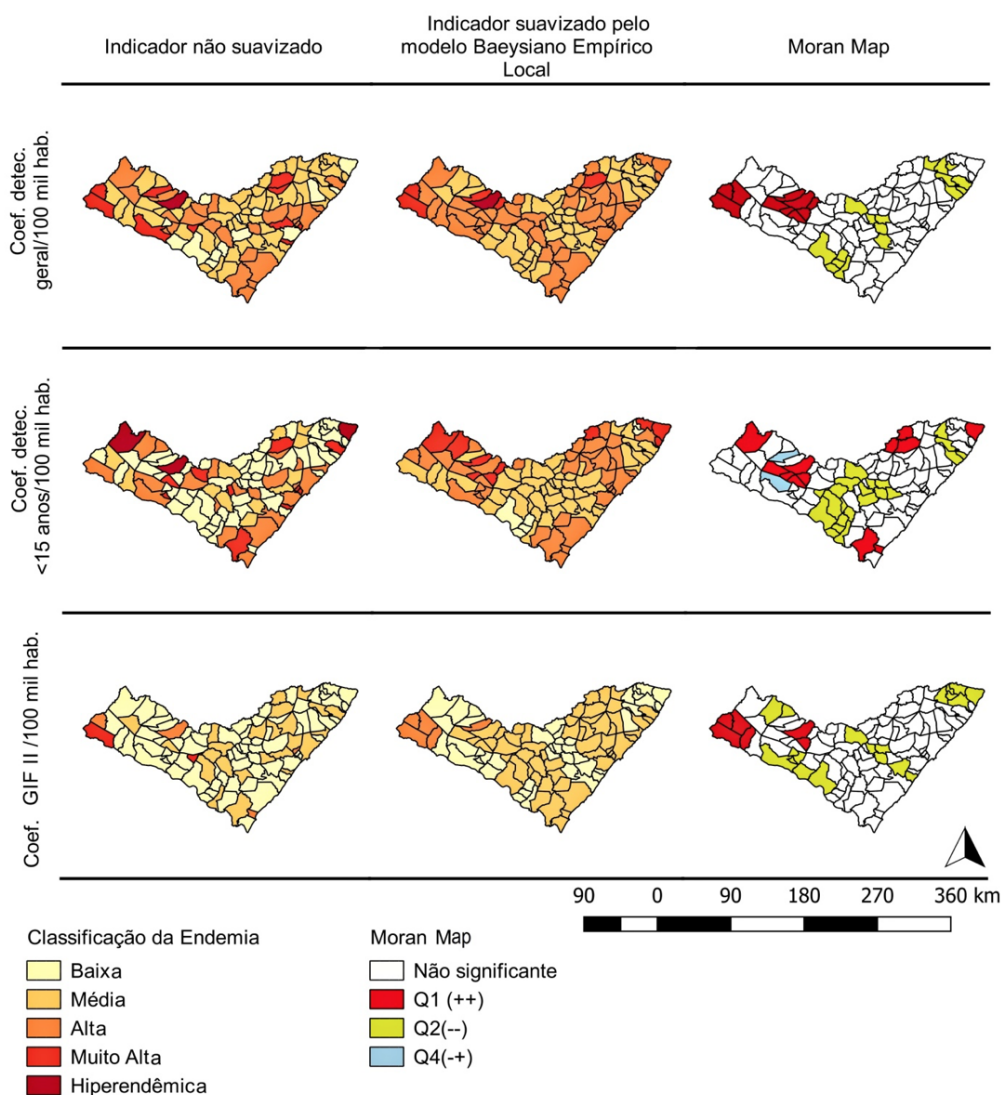 Indicador não suavizado
Indicador suavizado pelo
modelo Baeysiano Empírico
Local
Moran Map
Coef. detec.
geral/100 mil hab.
Coef. detec.
<15 anos/100 mil hab.
Coef. GIF II/100 mil hab.
90 0 90 180 270 360 km
Classificação da Endemia
Baixa
Média
Alta
Muito Alta
Hiperendêmica
Moran Map
Não significante
Q1 (++)
Q2(--)
Q4(-+)